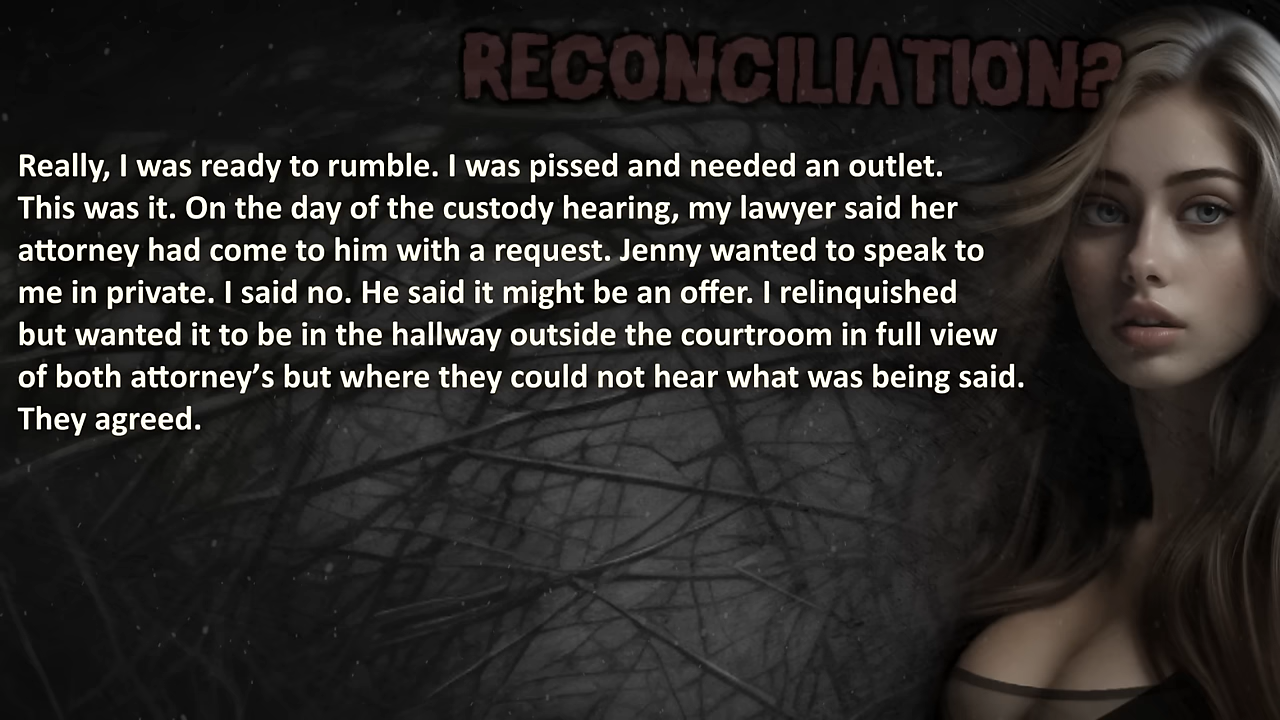 RECONCILIATION?
Really, I was ready to rumble. I was pissed and needed an outlet.
This was it. On the day of the custody hearing, my lawyer said her
attorney had come to him with a request. Jenny wanted to speak to
me in private. I said no. He said it might be an offer. I relinquished
but wanted it to be in the hallway outside the courtroom in full view
of both attorney’s but where they could not hear what was being said.
They agreed.